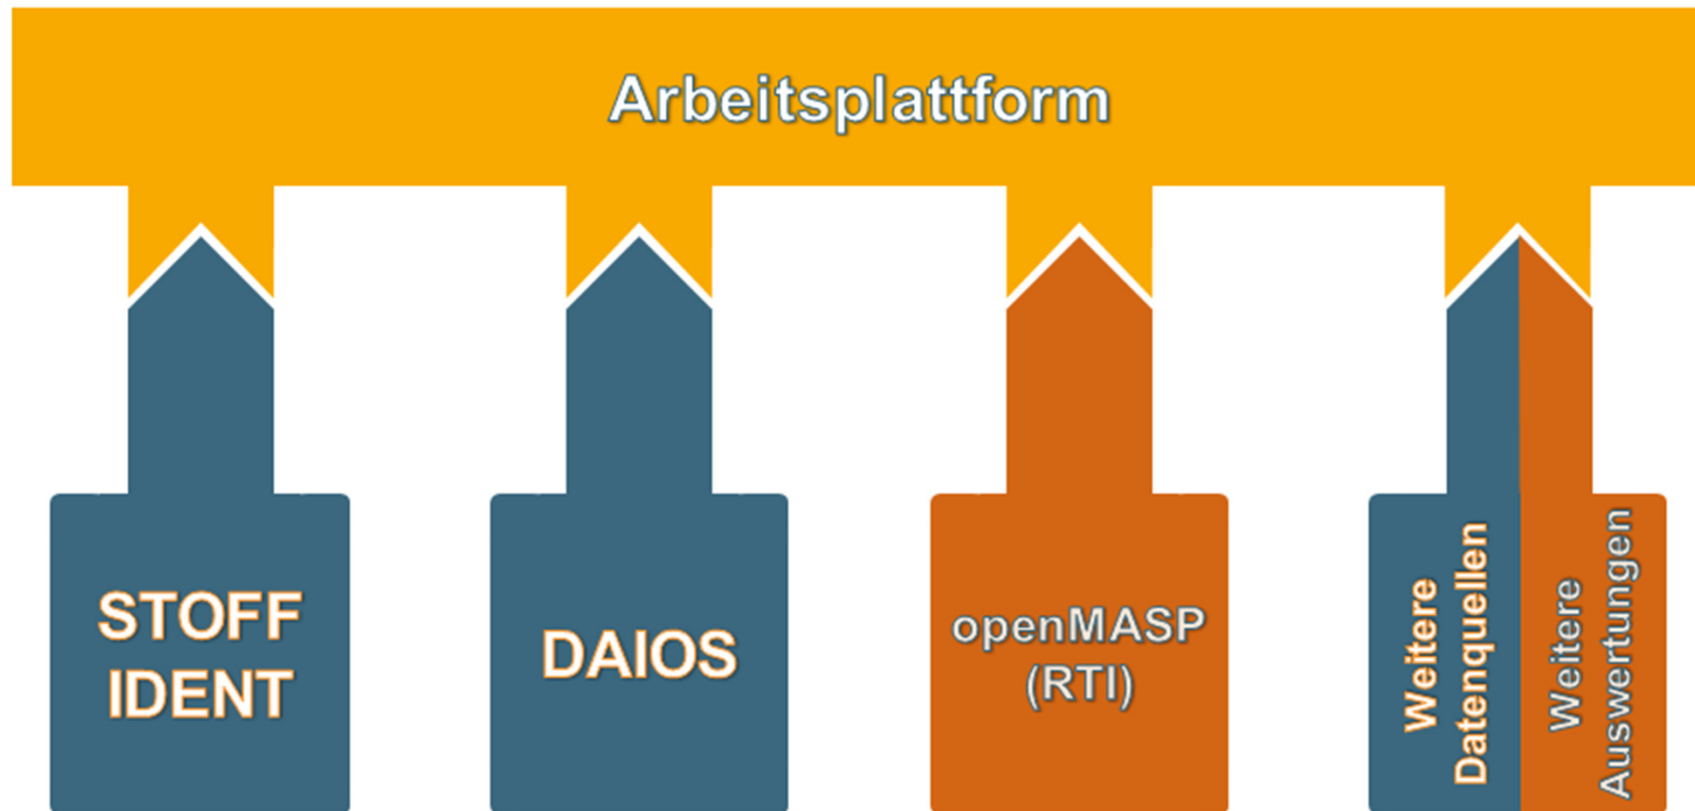 Arbeitsplattform
STOFF
IDENT
DAIOS
openMASP
(RTI)
Weitere
Datenquellen
Weitere
Auswertungen